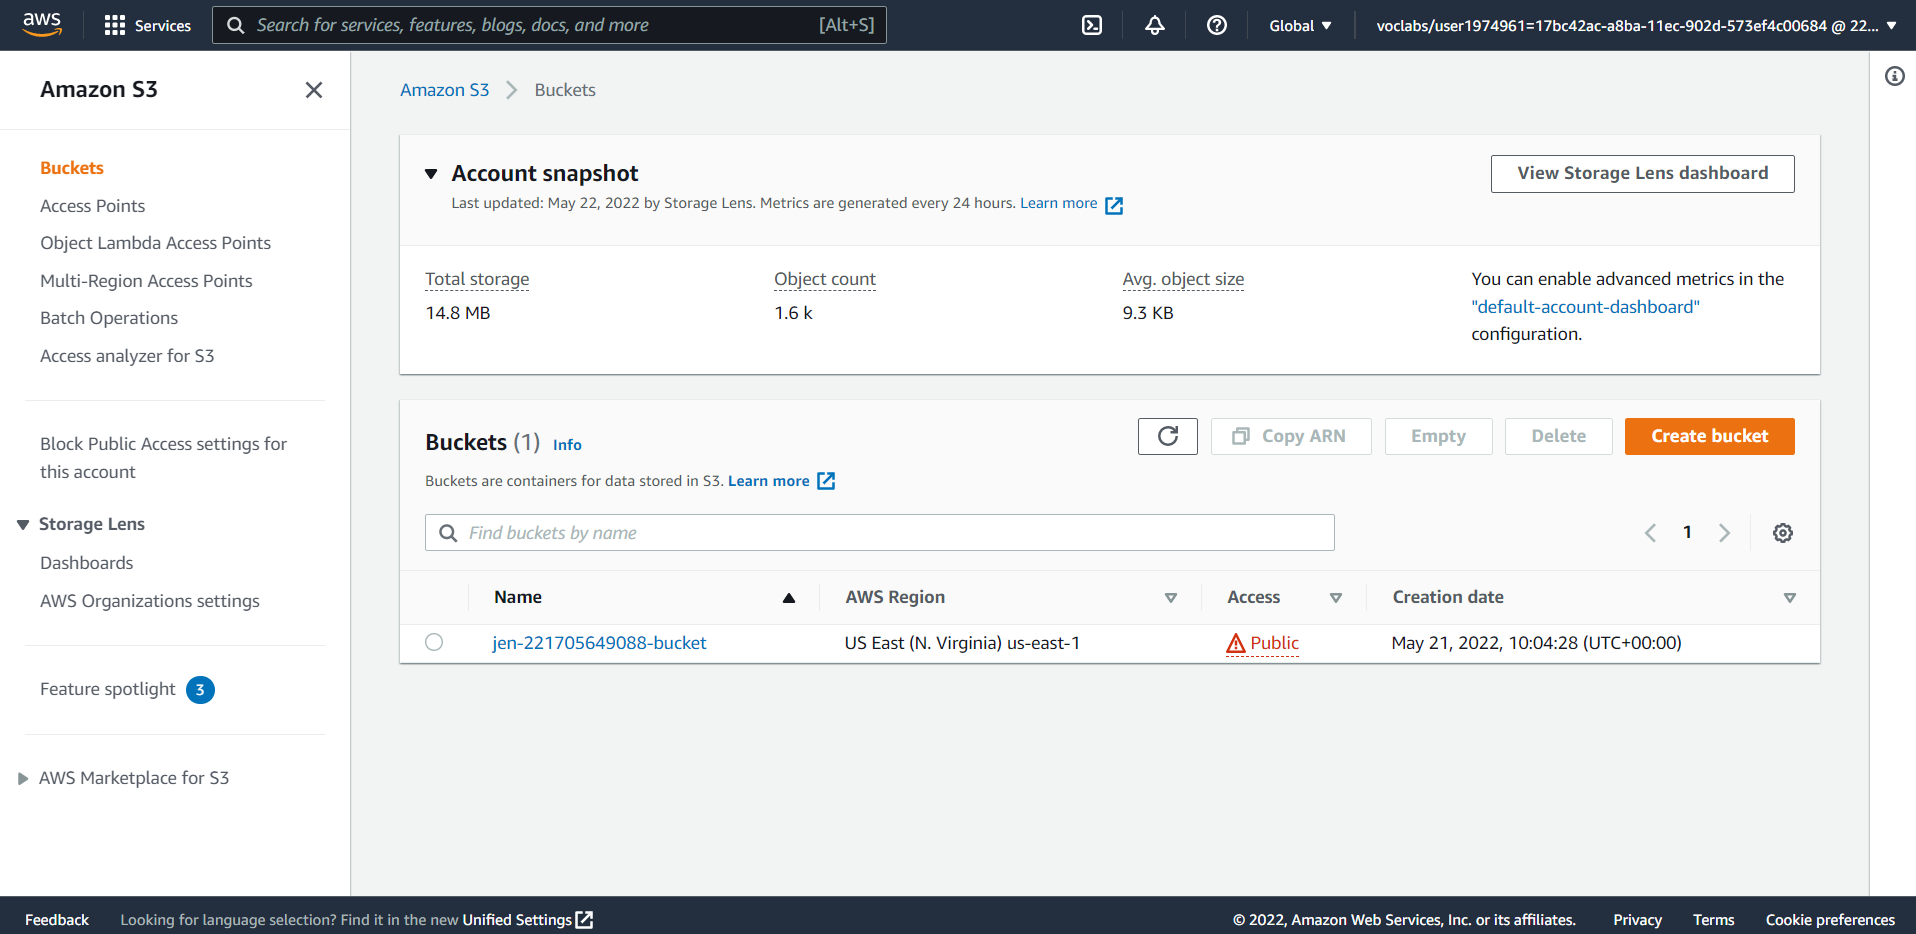 aws Services Search for services, features, blogs, docs, and more [Alt+S] Global voclabs/user1974961=17bc42ac-a8ba-11ec-902d-573ef4c00684 @ 22...
Amazon S3
Buckets
Access Points
Object Lambda Access Points
Multi-Region Access Points
Batch Operations
Access analyzer for S3
Block Public Access settings for
this account
Storage Lens
Dashboards
AWS Organizations settings
Feature spotlight 3
AWS Marketplace for S3
Amazon S3 Buckets
Account snapshot
View Storage Lens dashboard
Last updated: May 22, 2022 by Storage Lens. Metrics are generated every 24 hours. Learn more
Total storage
14.8 MB
Object count
1.6 k
Avg. object size
9.3 KB
You can enable advanced metrics in the
"default-account-dashboard"
configuration.
Buckets (1) Info
Copy ARN Empty Delete Create bucket
Buckets are containers for data stored in S3. Learn more
Find buckets by name
1
Name AWS Region Access Creation date
jen-221705649088-bucket US East (N. Virginia) us-east-1 Public May 21, 2022, 10:04:28 (UTC+00:00)
Feedback Looking for language selection? Find it in the new Unified Settings © 2022, Amazon Web Services, Inc. or its affiliates. Privacy Terms Cookie preferences